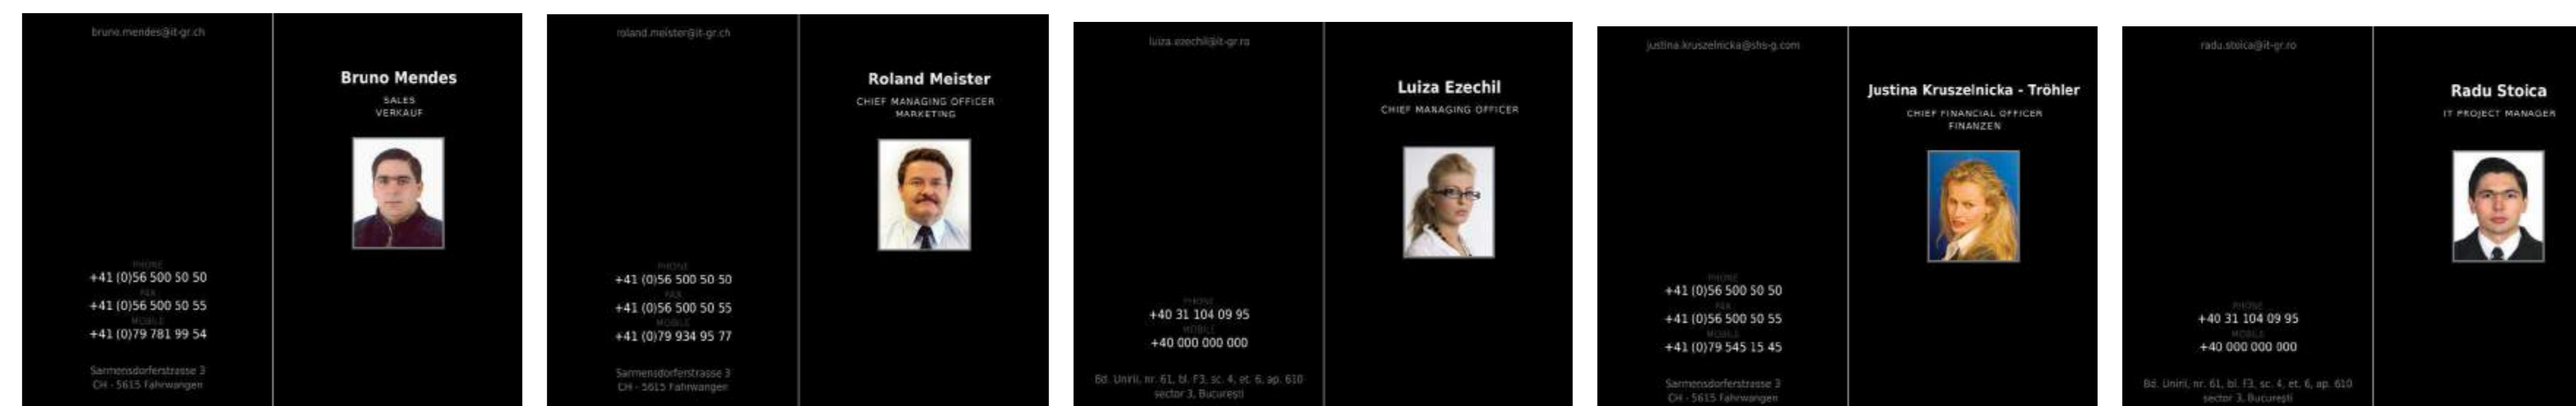 bruno.mendes@it-gr.ch
Bruno Mendes
SALES
VERKAUF
PHONE
+41 (0)56 500 50 50
FAX
+41 (0)56 500 50 55
MOBILE
+41 (0)79 781 99 54
Sarmensdorferstrasse 3
CH - 5615 Fahrwangen
roland.meister@it-gr.ch
Roland Meister
CHIEF MANAGING OFFICER
MARKETING
PHONE
+41 (0)56 500 50 50
FAX
+41 (0)56 500 50 55
MOBILE
+41 (0)79 934 95 77
Sarmensdorferstrasse 3
CH - 5615 Fahrwangen
luiza.ezechil@it-gr.ro
Luiza Ezechil
CHIEF MANAGING OFFICER
PHONE
+40 31 104 09 95
MOBILE
+40 000 000 000
Bd. Unirii, nr. 61, bl. F3, sc. 4, et. 6, ap. 610
sector 3, București
justina.kruszelnicka@shs-g.com
Justina Kruszelnicka - Tröhler
CHIEF FINANCIAL OFFICER
FINANZEN
PHONE
+41 (0)56 500 50 50
FAX
+41 (0)56 500 50 55
MOBILE
+41 (0)79 545 15 45
Sarmensdorferstrasse 3
CH - 5615 Fahrwangen
radu.stoica@it-gr.ro
Radu Stoica
IT PROJECT MANAGER
PHONE
+40 31 104 09 95
MOBILE
+40 000 000 000
Bd. Unirii, nr. 61, bl. F3, sc. 4, et. 6, ap. 610
sector 3, București